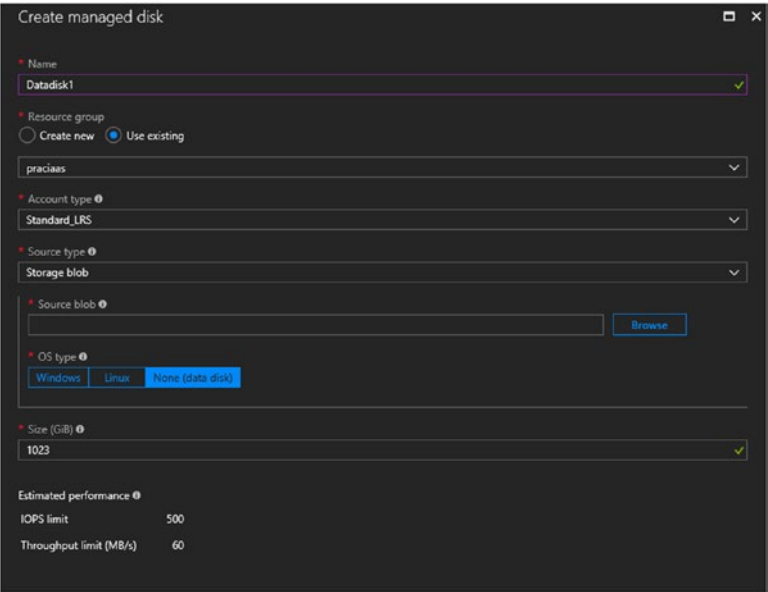 Create managed disk
* Name
Datadisk1
* Resource group
Create new Use existing
praciaas
* Account type
Standard_LRS
* Source type
Storage blob
* Source blob
Browse
* OS type
Windows Linux None (data disk)
* Size (GiB)
1023
Estimated performance
IOPS limit 500
Throughput limit (MB/s) 60